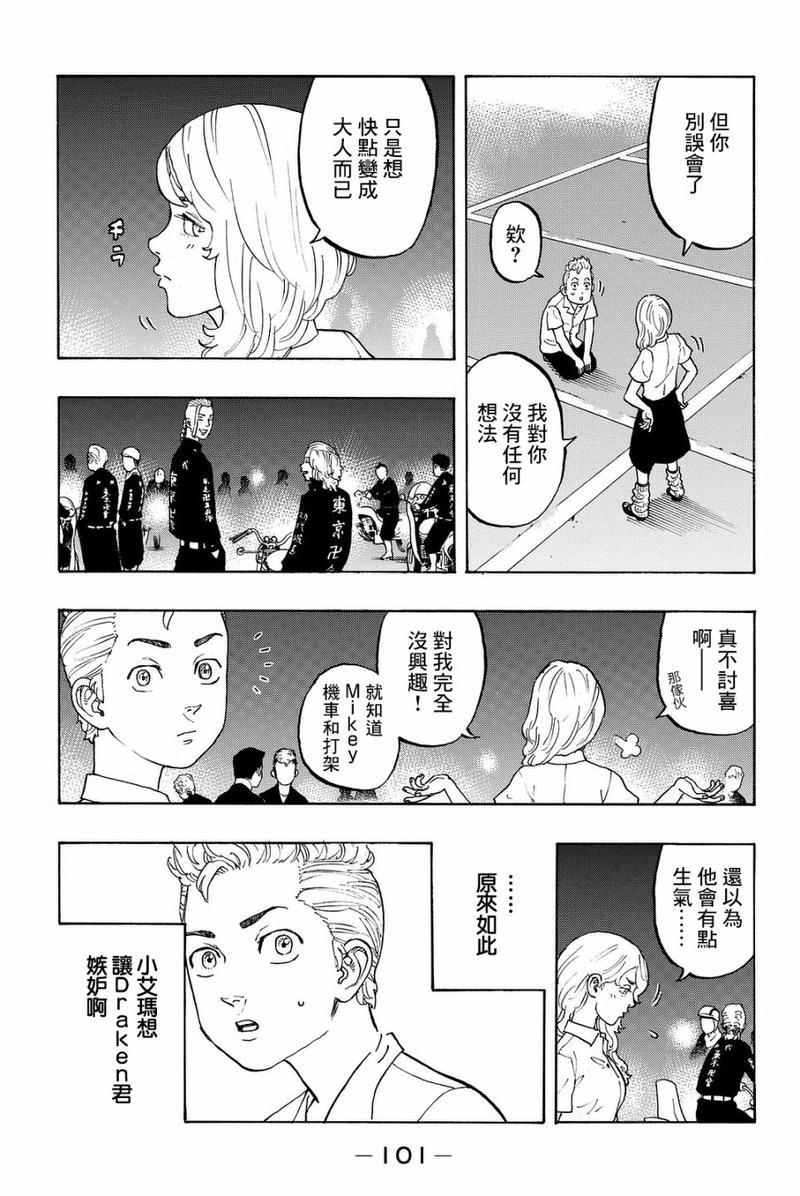 但你
別誤會了
欸？
我對你
沒有任何
想法
只是想
快點變成
大人而已
チラ
東京卍会
真不討喜
啊——
那傢伙
對我完全
沒興趣！
就知道
Mikey
機車和打架
還以為
他會有點
生氣……
……
原來如此
小艾瑪想
讓Draken君
嫉妒啊
—101—